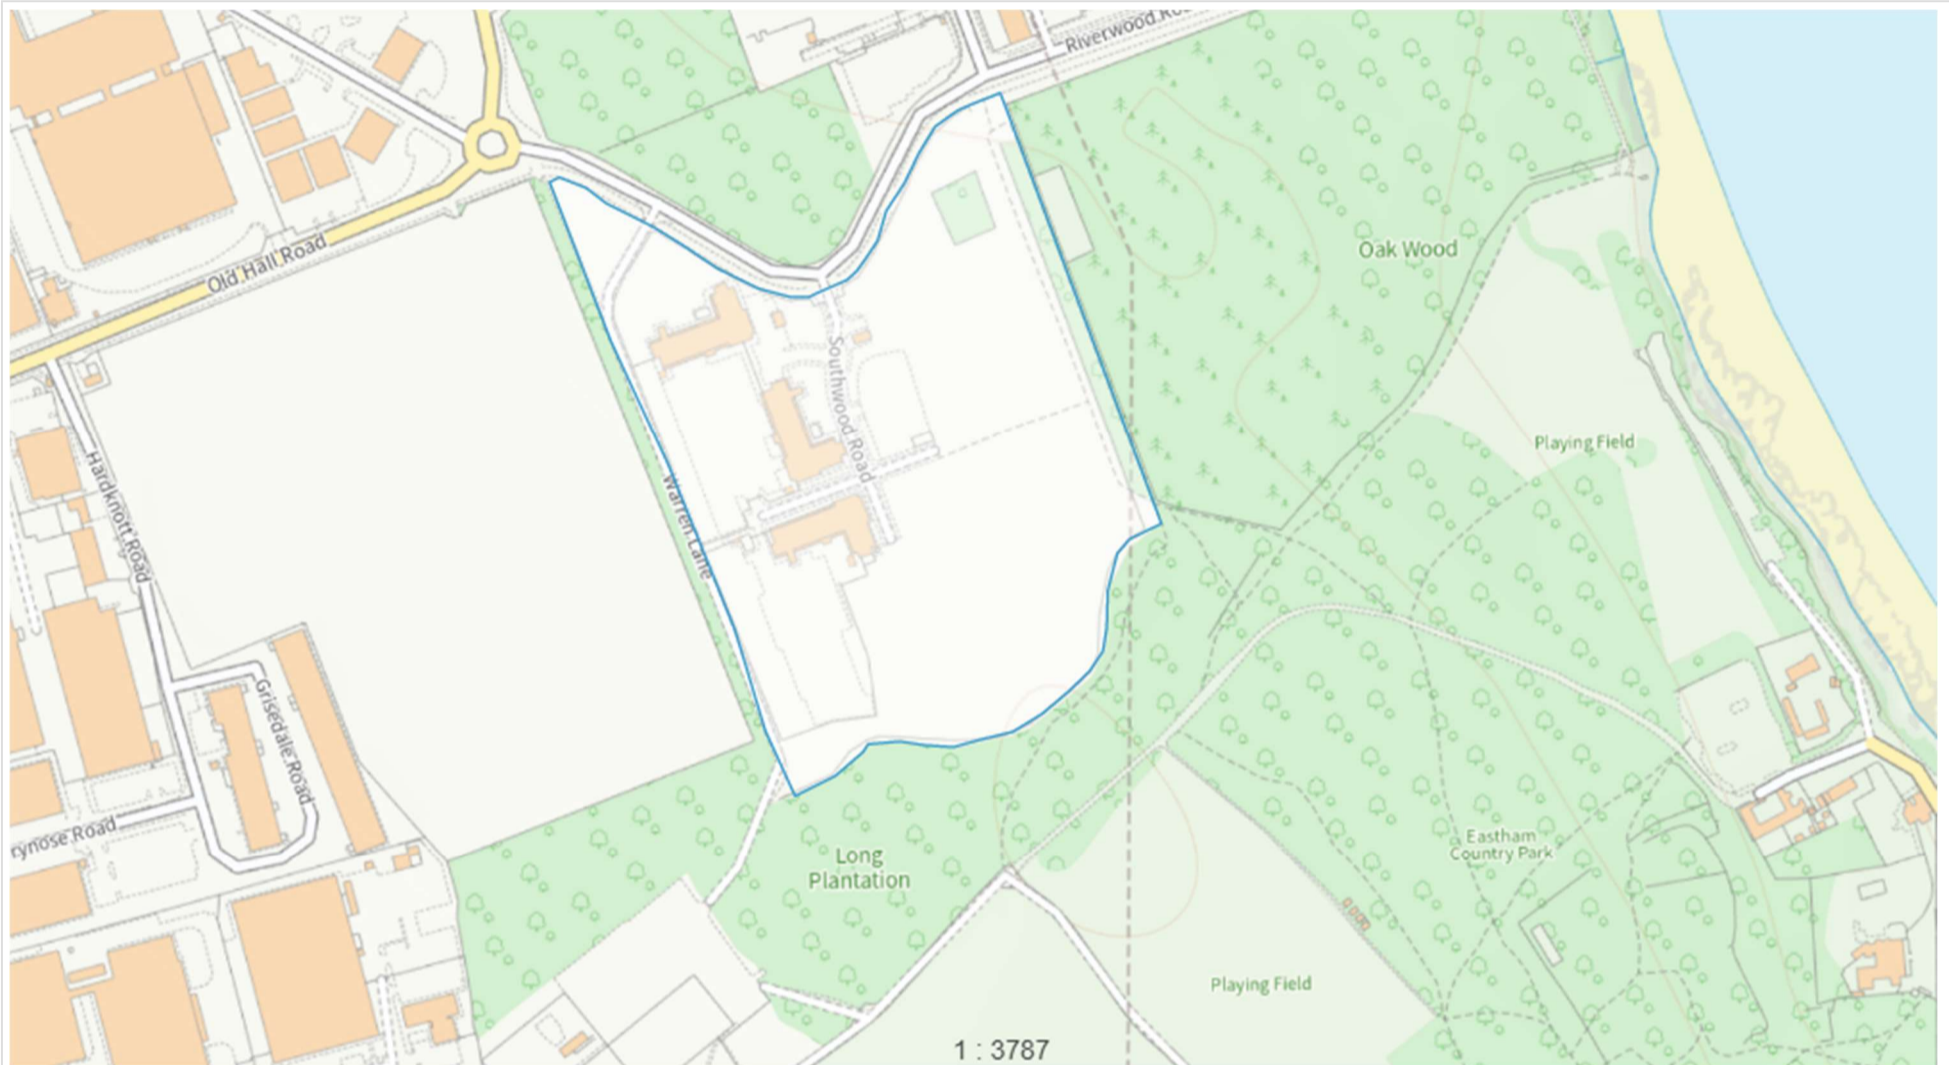 Riverwood Ro
Oak Wood
Old Hall Road
Southwood Road
Playing Field
Hardknott Road
Warren Lane
Grisedale Road
rynose Road
Long
Plantation
Eastham
Country Park
Playing Field
1 : 3787